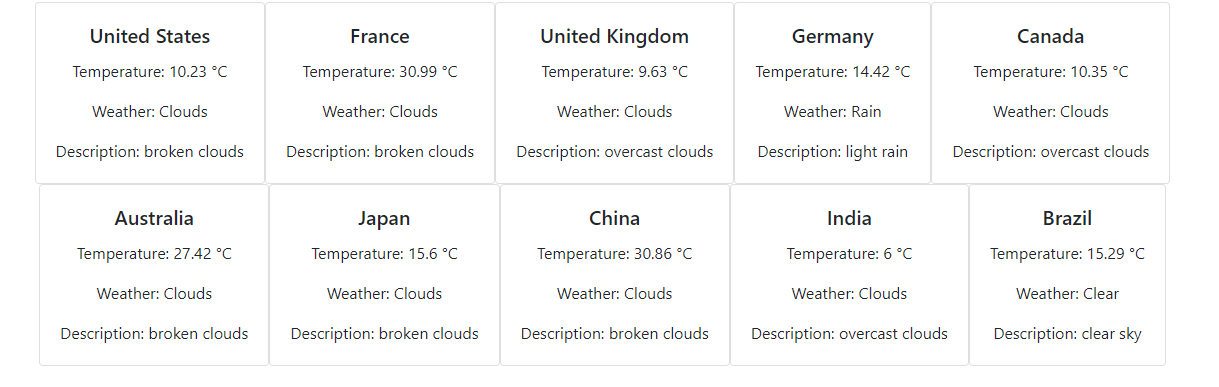 United States
Temperature: 10.23 °C
Weather: Clouds
Description: broken clouds
France
Temperature: 30.99 °C
Weather: Clouds
Description: broken clouds
United Kingdom
Temperature: 9.63 °C
Weather: Clouds
Description: overcast clouds
Germany
Temperature: 14.42 °C
Weather: Rain
Description: light rain
Canada
Temperature: 10.35 °C
Weather: Clouds
Description: overcast clouds
Australia
Temperature: 27.42 °C
Weather: Clouds
Description: broken clouds
Japan
Temperature: 15.6 °C
Weather: Clouds
Description: broken clouds
China
Temperature: 30.86 °C
Weather: Clouds
Description: broken clouds
India
Temperature: 6 °C
Weather: Clouds
Description: overcast clouds
Brazil
Temperature: 15.29 °C
Weather: Clear
Description: clear sky